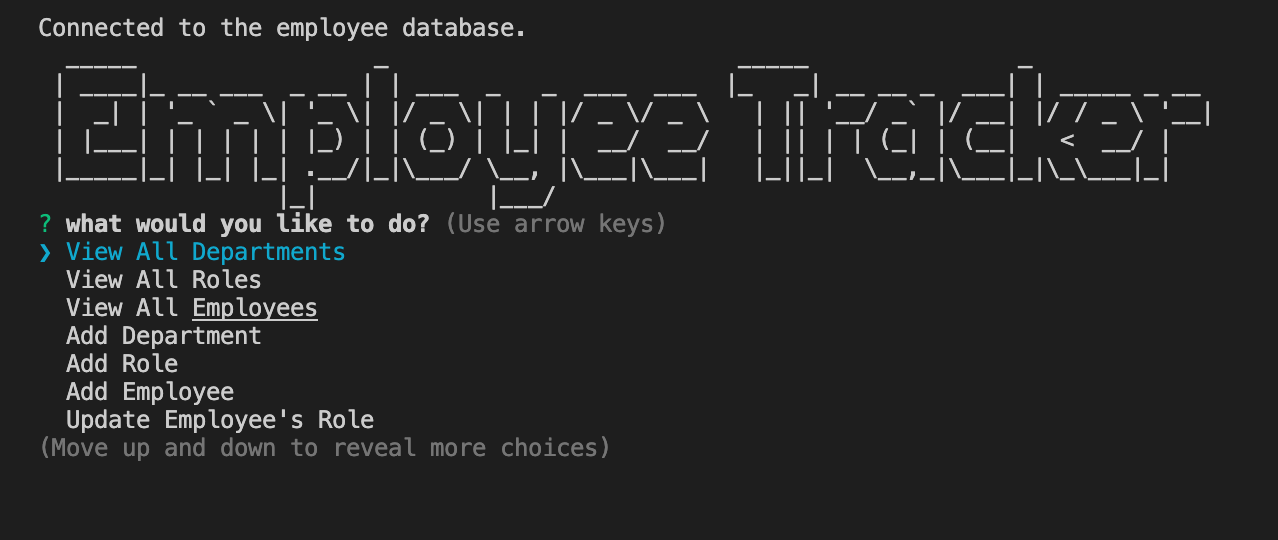 Connected to the employee database.
Employee Tracker
? what would you like to do? (Use arrow keys)
❯ View All Departments
View All Roles
View All Employees
Add Department
Add Role
Add Employee
Update Employee's Role
(Move up and down to reveal more choices)